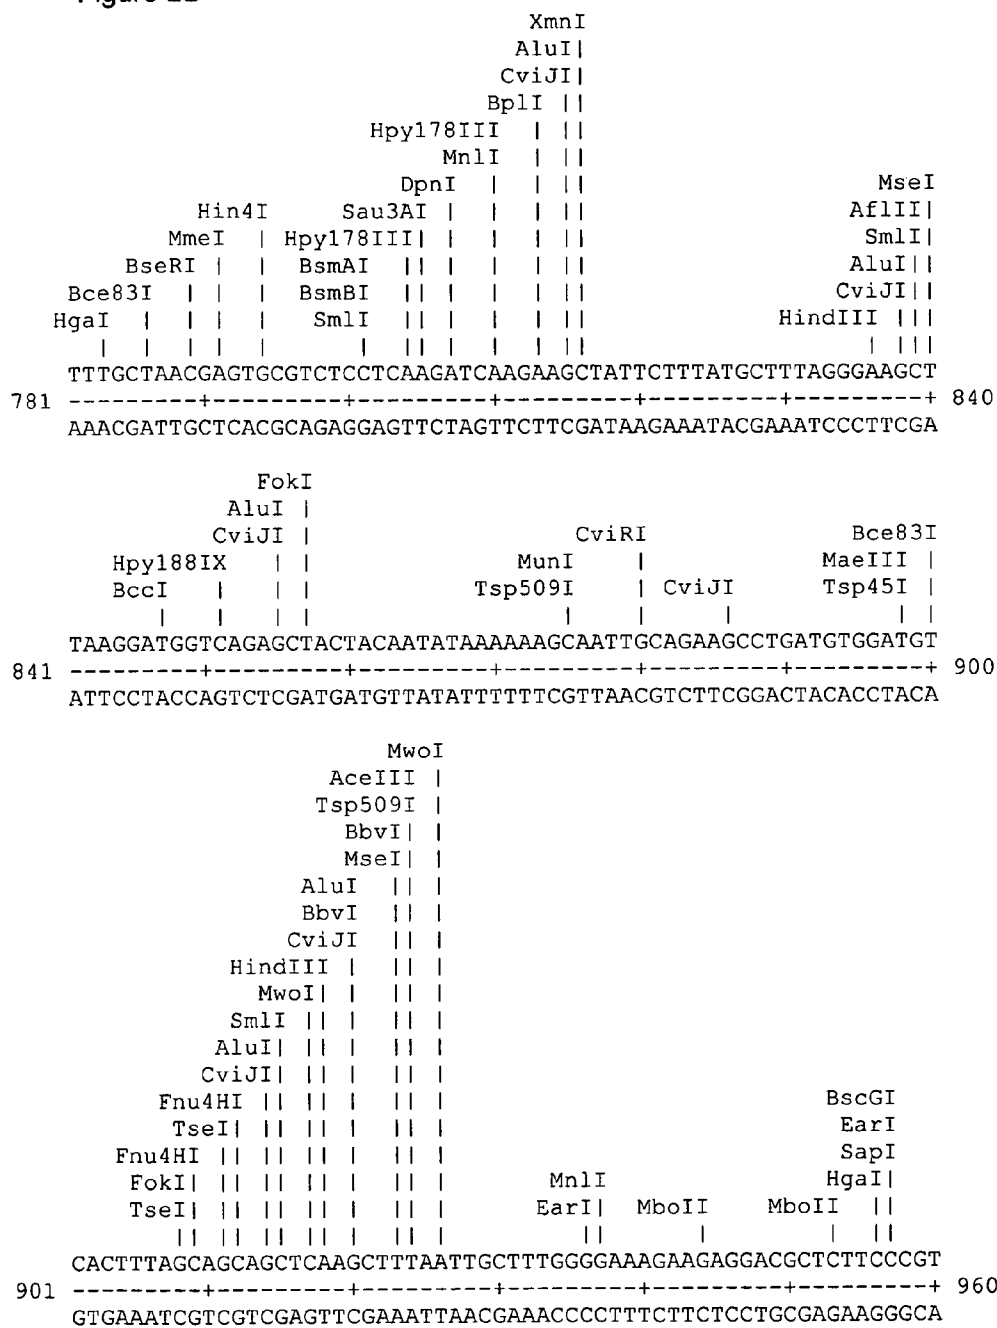 Figure
XmnI
AluI
CviJI
BplI
Hpy178III
MnlI
DpnI MseI
Hin4I Sau3AI AflII
MmeI Hpy178III SmlI
BseRI BsmAI AluI
Bce83I BsmBI CviJI
HgaI SmlI HindIII
TTTGCTAACGAGTGCGTCTCCTCAAGATCAAGAAGCTATTCTTTATGCTTTAGGGAAGCT
781 ---------+---------+---------+---------+---------+---------+ 840
AAACGATTGCTCACGCAGAGGAGTTCTAGTTCTTCGATAAGAAATACGAAATCCCTTCGA
FokI
AluI
CviJI CviRI Bce83I
Hpy188IX MunI MaeIII
BccI Tsp509I CviJI Tsp45I
TAAGGATGGTCAGAGCTACTACAATATAAAAAAGCAATTGCAGAAGCCTGATGTGGATGT
841 ---------+---------+---------+---------+---------+---------+ 900
ATTCCTACCAGTCTCGATGATGTTATATTTTTTCGTTAACGTCTTCGGACTACACCTACA
MwoI
AceIII
Tsp509I
BbvI
MseI
AluI
BbvI
CviJI
HindIII
MwoI
SmlI
AluI
CviJI
Fnu4HI BscGI
TseI EarI
Fnu4HI SapI
FokI MnlI HgaI
TseI EarI MboII MboII
CACTTTAGCAGCAGCTCAAGCTTTAATTGCTTTGGGGAAAGAAGAGGACGCTCTTCCCGT
901 ---------+---------+---------+---------+---------+---------+ 960
GTGAAATCGTCGTCGAGTTCGAAATTAACGAAACCCCTTTCTTCTCCTGCGAGAAGGGCA